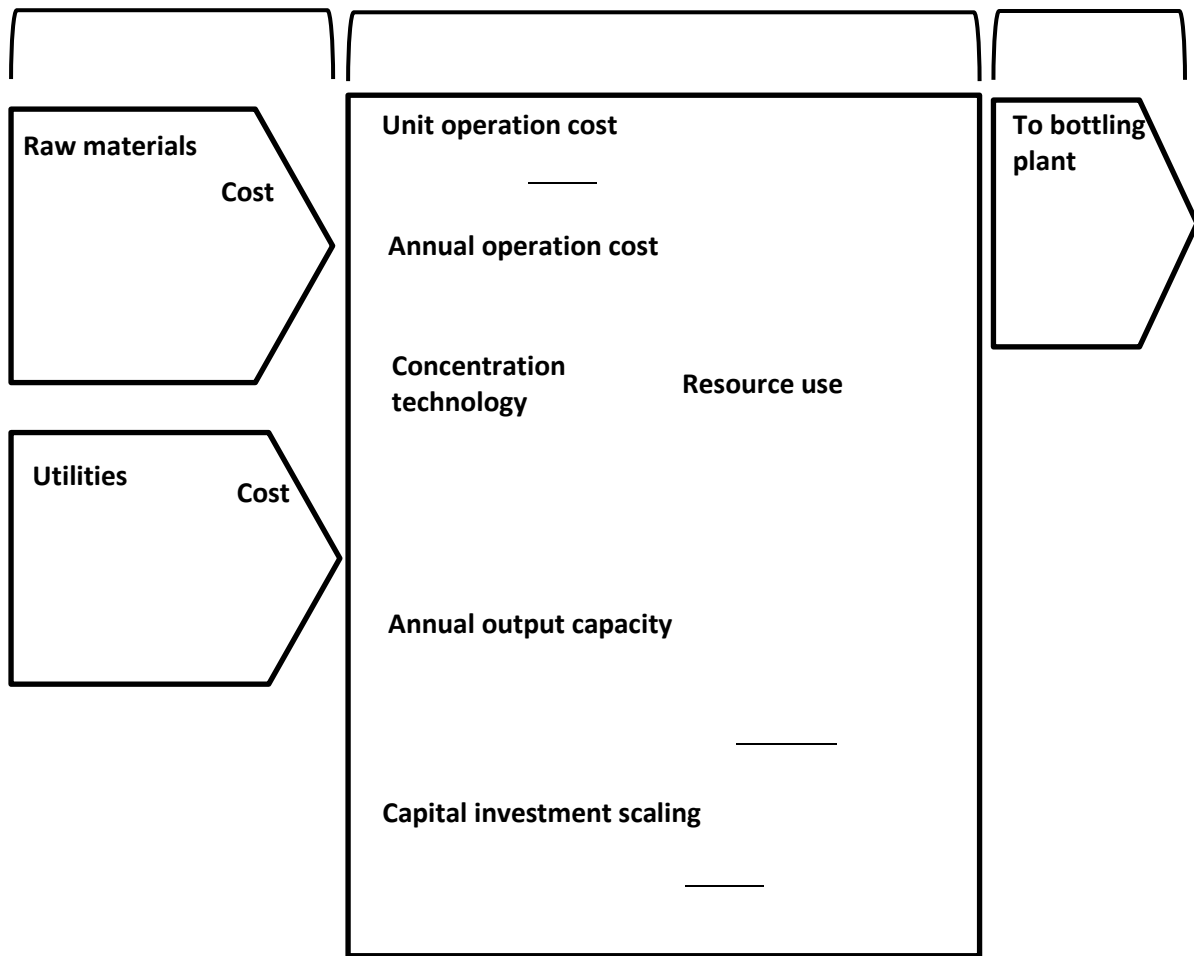 Raw materials
Cost
Utilities
Cost
Unit operation cost
Annual operation cost
Concentration
technology
Resource use
Annual output capacity
Capital investment scaling
To bottling
plant